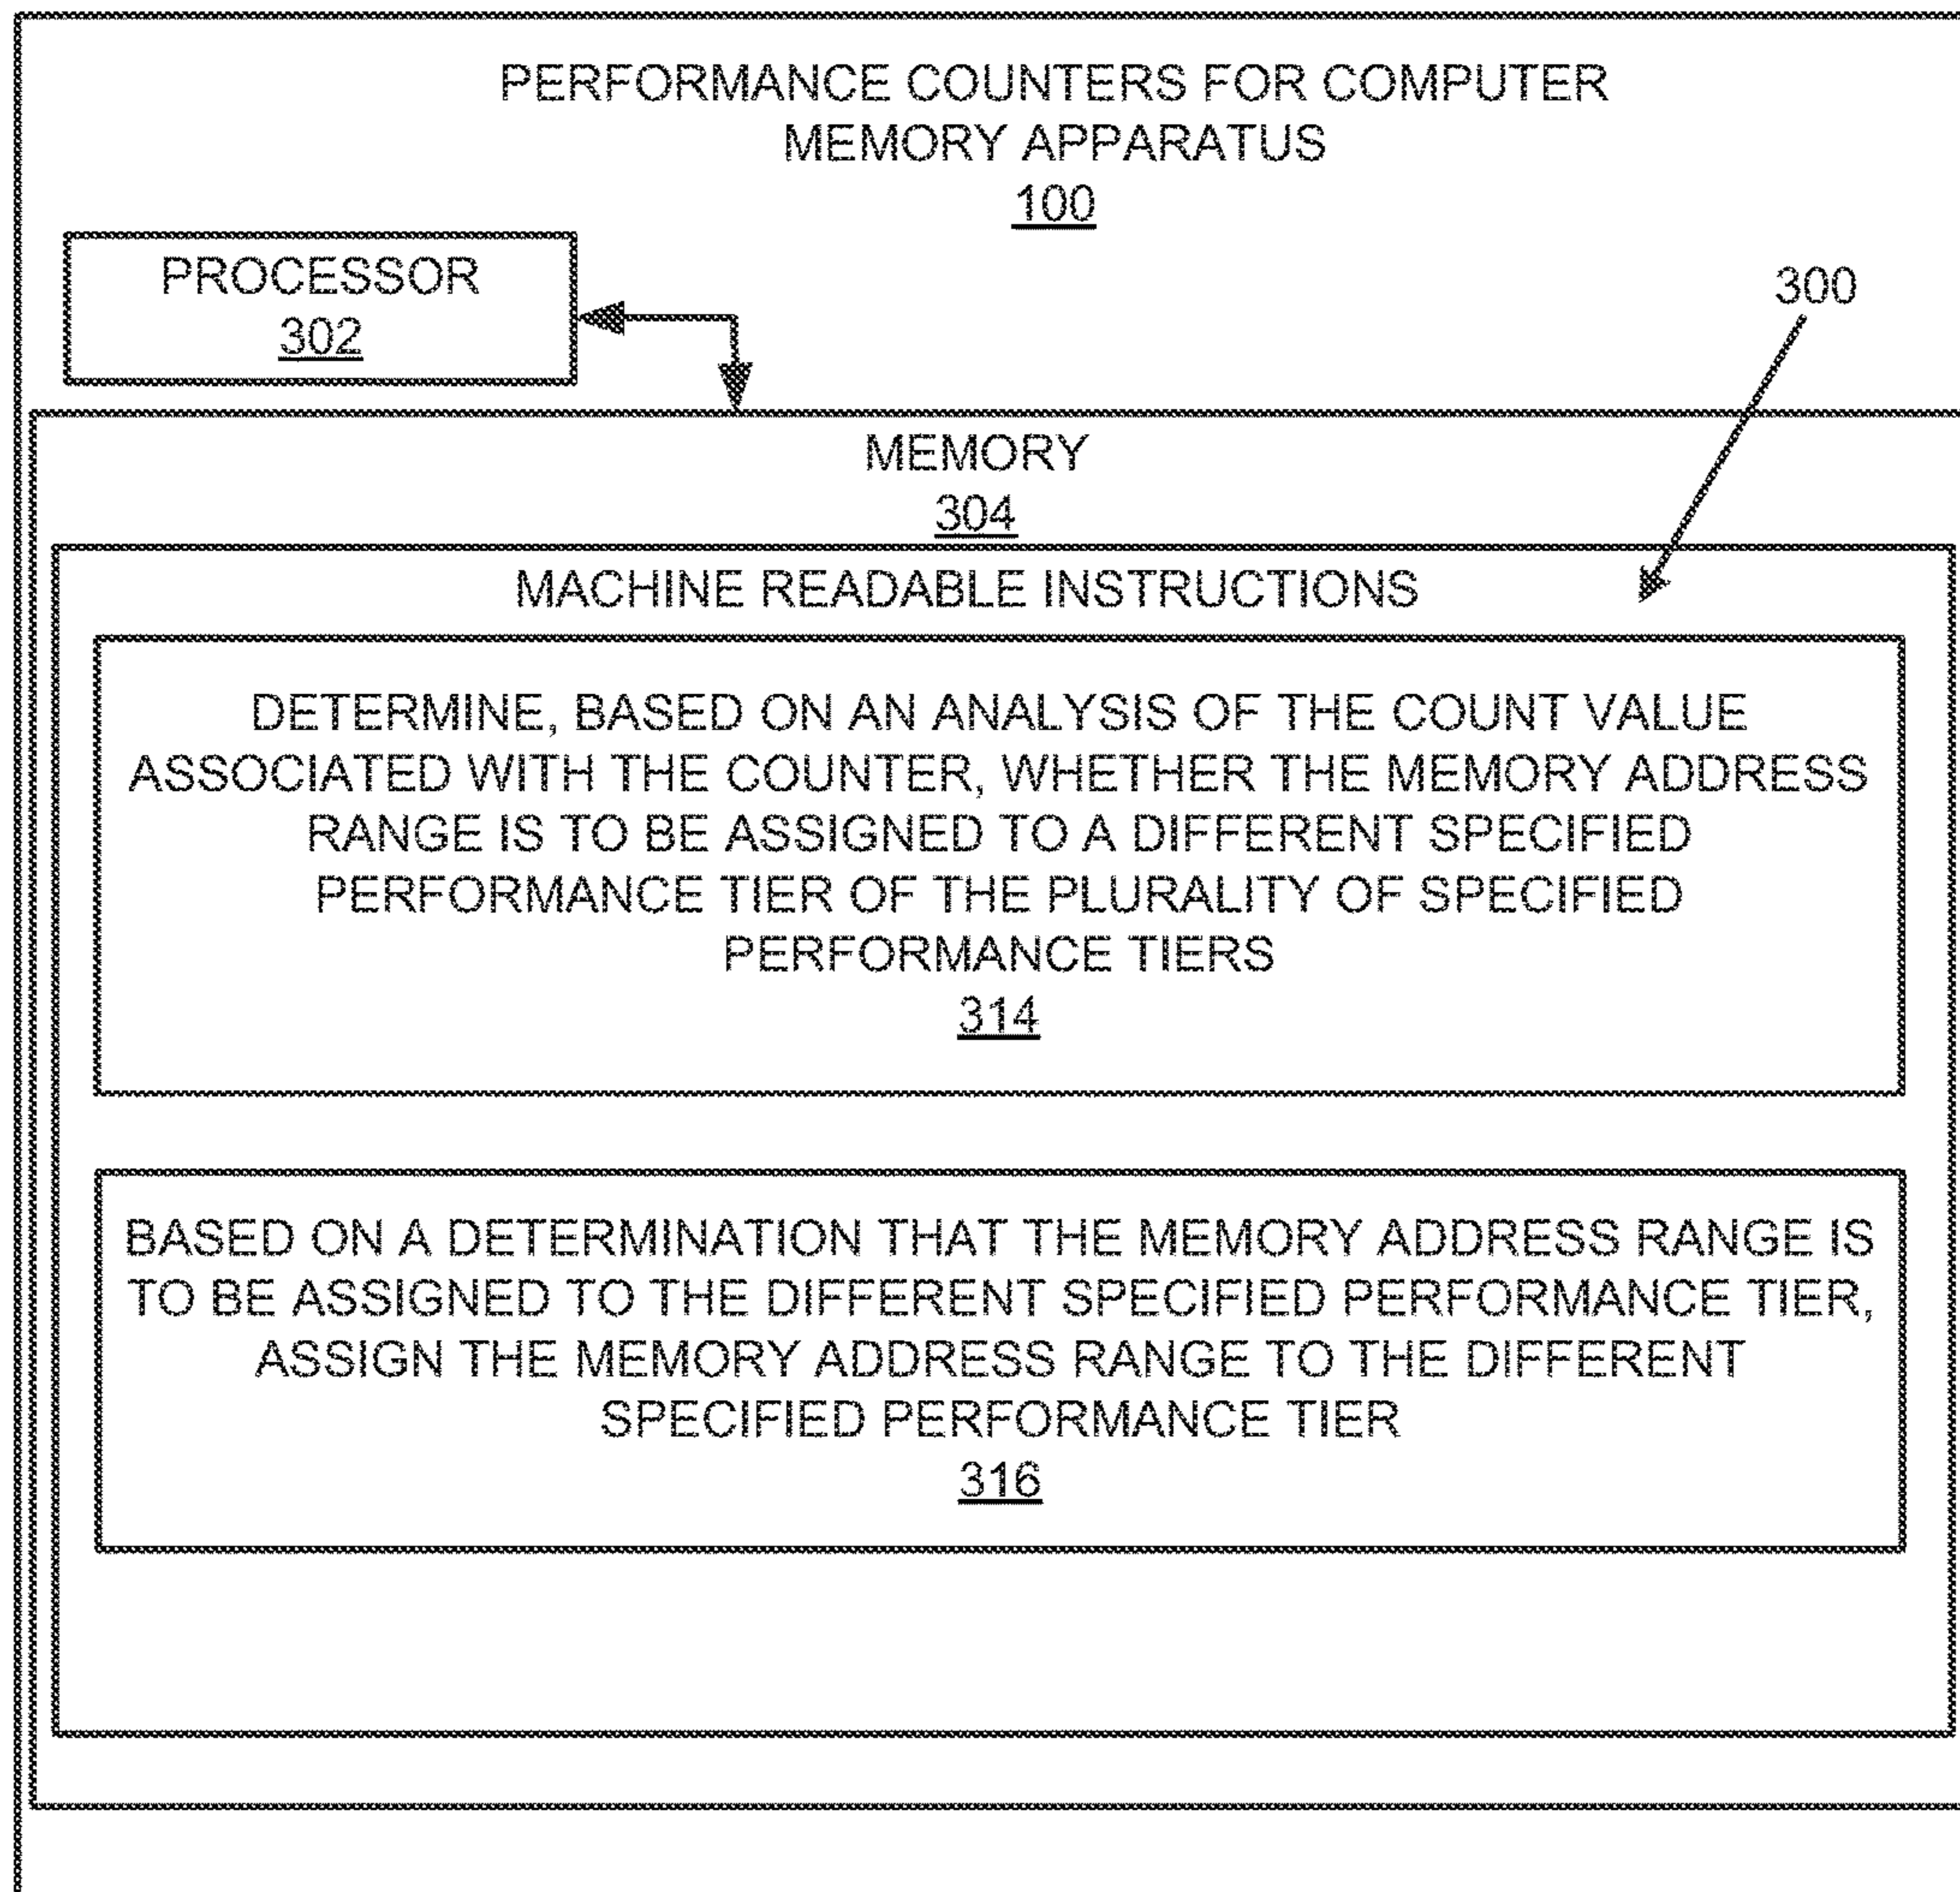 PERFORMANCE COUNTERS FOR COMPUTER
MEMORY APPARATUS
100
PROCESSOR
302
300
MEMORY
304
MACHINE READABLE INSTRUCTIONS
DETERMINE, BASED ON AN ANALYSIS OF THE COUNT VALUE
ASSOCIATED WITH THE COUNTER, WHETHER THE MEMORY ADDRESS
RANGE IS TO BE ASSIGNED TO A DIFFERENT SPECIFIED
PERFORMANCE TIER OF THE PLURALITY OF SPECIFIED
PERFORMANCE TIERS
314
BASED ON A DETERMINATION THAT THE MEMORY ADDRESS RANGE IS
TO BE ASSIGNED TO THE DIFFERENT SPECIFIED PERFORMANCE TIER,
ASSIGN THE MEMORY ADDRESS RANGE TO THE DIFFERENT
SPECIFIED PERFORMANCE TIER
316